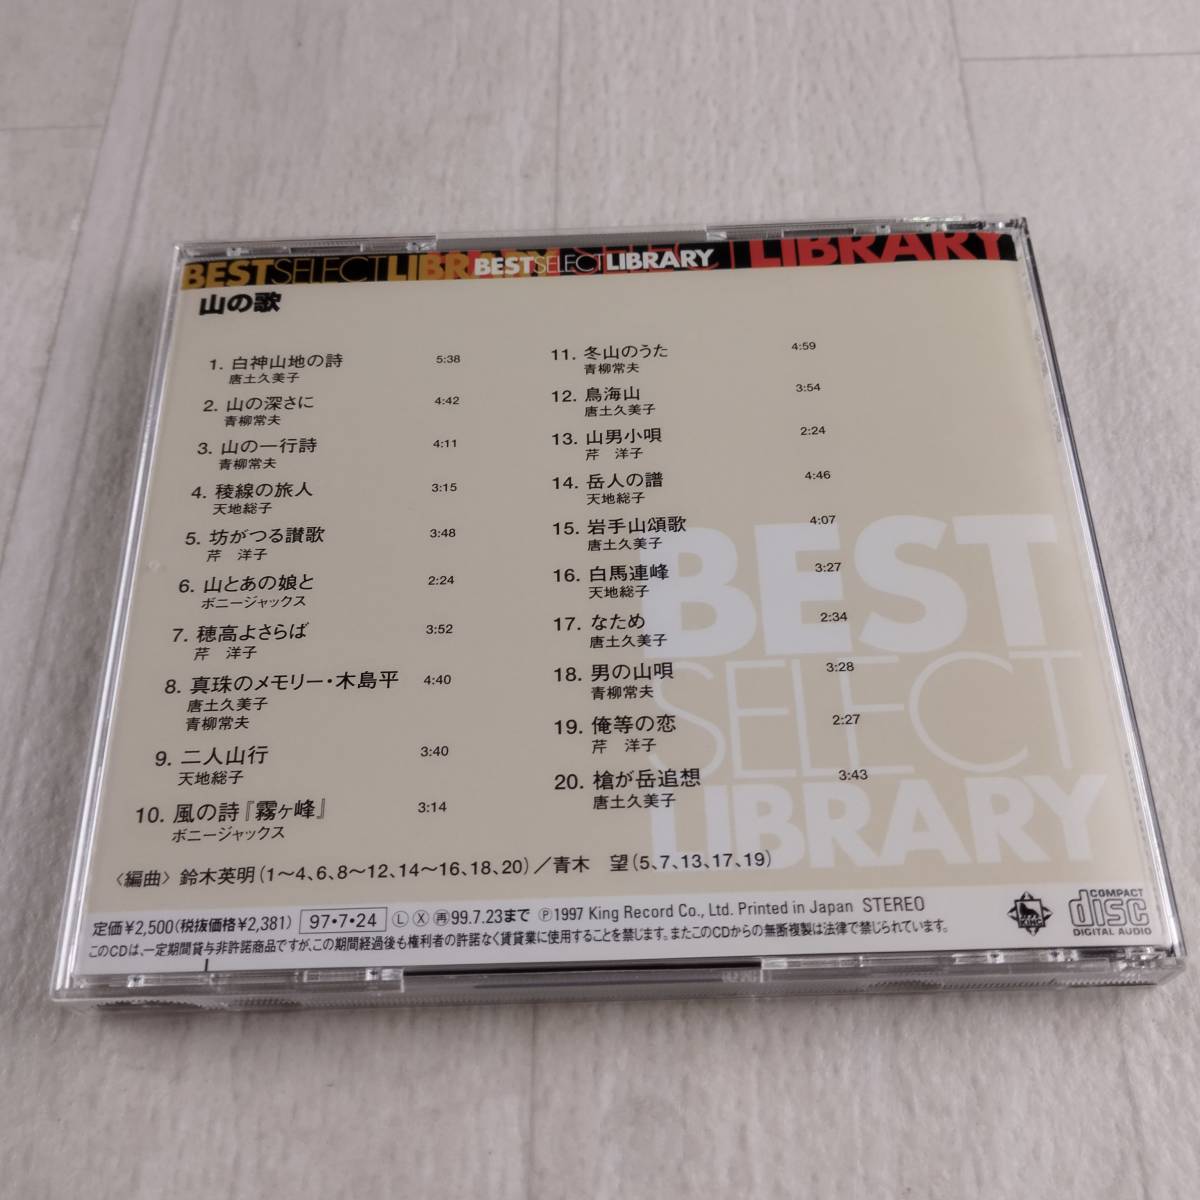 BESTSELECTLIBRARY
BESTSELECTLIBRARY
SELECT LIBRARY
山の歌
1. 白神山地の詩 5:38
唐土久美子
2. 山の深さに 4:42
青柳常夫
3. 山の一行詩 4:11
青柳常夫
4. 稜線の旅人 3:15
天地総子
5. 坊がつる讃歌 3:48
芹 洋子
6. 山とあの娘と 2:24
ボニージャックス
7. 穂高よさらば 3:52
芹 洋子
8. 真珠のメモリー・木島平 4:40
唐土久美子
青柳常夫
9. 二人山行 3:40
天地総子
10. 風の詩『霧ヶ峰』 3:14
ボニージャックス
11. 冬山のうた 4:59
青柳常夫
12. 鳥海山 3:54
唐土久美子
13. 山男小唄 2:24
芹 洋子
14. 岳人の譜 4:46
天地総子
15. 岩手山頌歌 4:07
唐土久美子
16. 白馬連峰 3:27
天地総子
17. なため 2:34
唐土久美子
18. 男の山唄 3:28
青柳常夫
19. 俺等の恋 2:27
芹 洋子
20. 槍が岳追想 3:43
唐土久美子
BEST
SELECT
LIBRARY
〈編曲〉鈴木英明(1〜4、6、8〜12、14〜16、18、20)／青木 望(5、7、13、17、19)
定価¥2,500(税抜価格¥2,381) 97・7・24 Ⓛ Ⓧ 再99.7.23まで Ⓟ1997 King Record Co., Ltd. Printed in Japan STEREO
このCDは、一定期間貸与非許諾商品ですが、この期間経過後も権利者の許諾なく賃貸業に使用することを禁じます。またこのCDからの無断複製は法律で禁じられています。
KING
COMPACT
disc
DIGITAL AUDIO